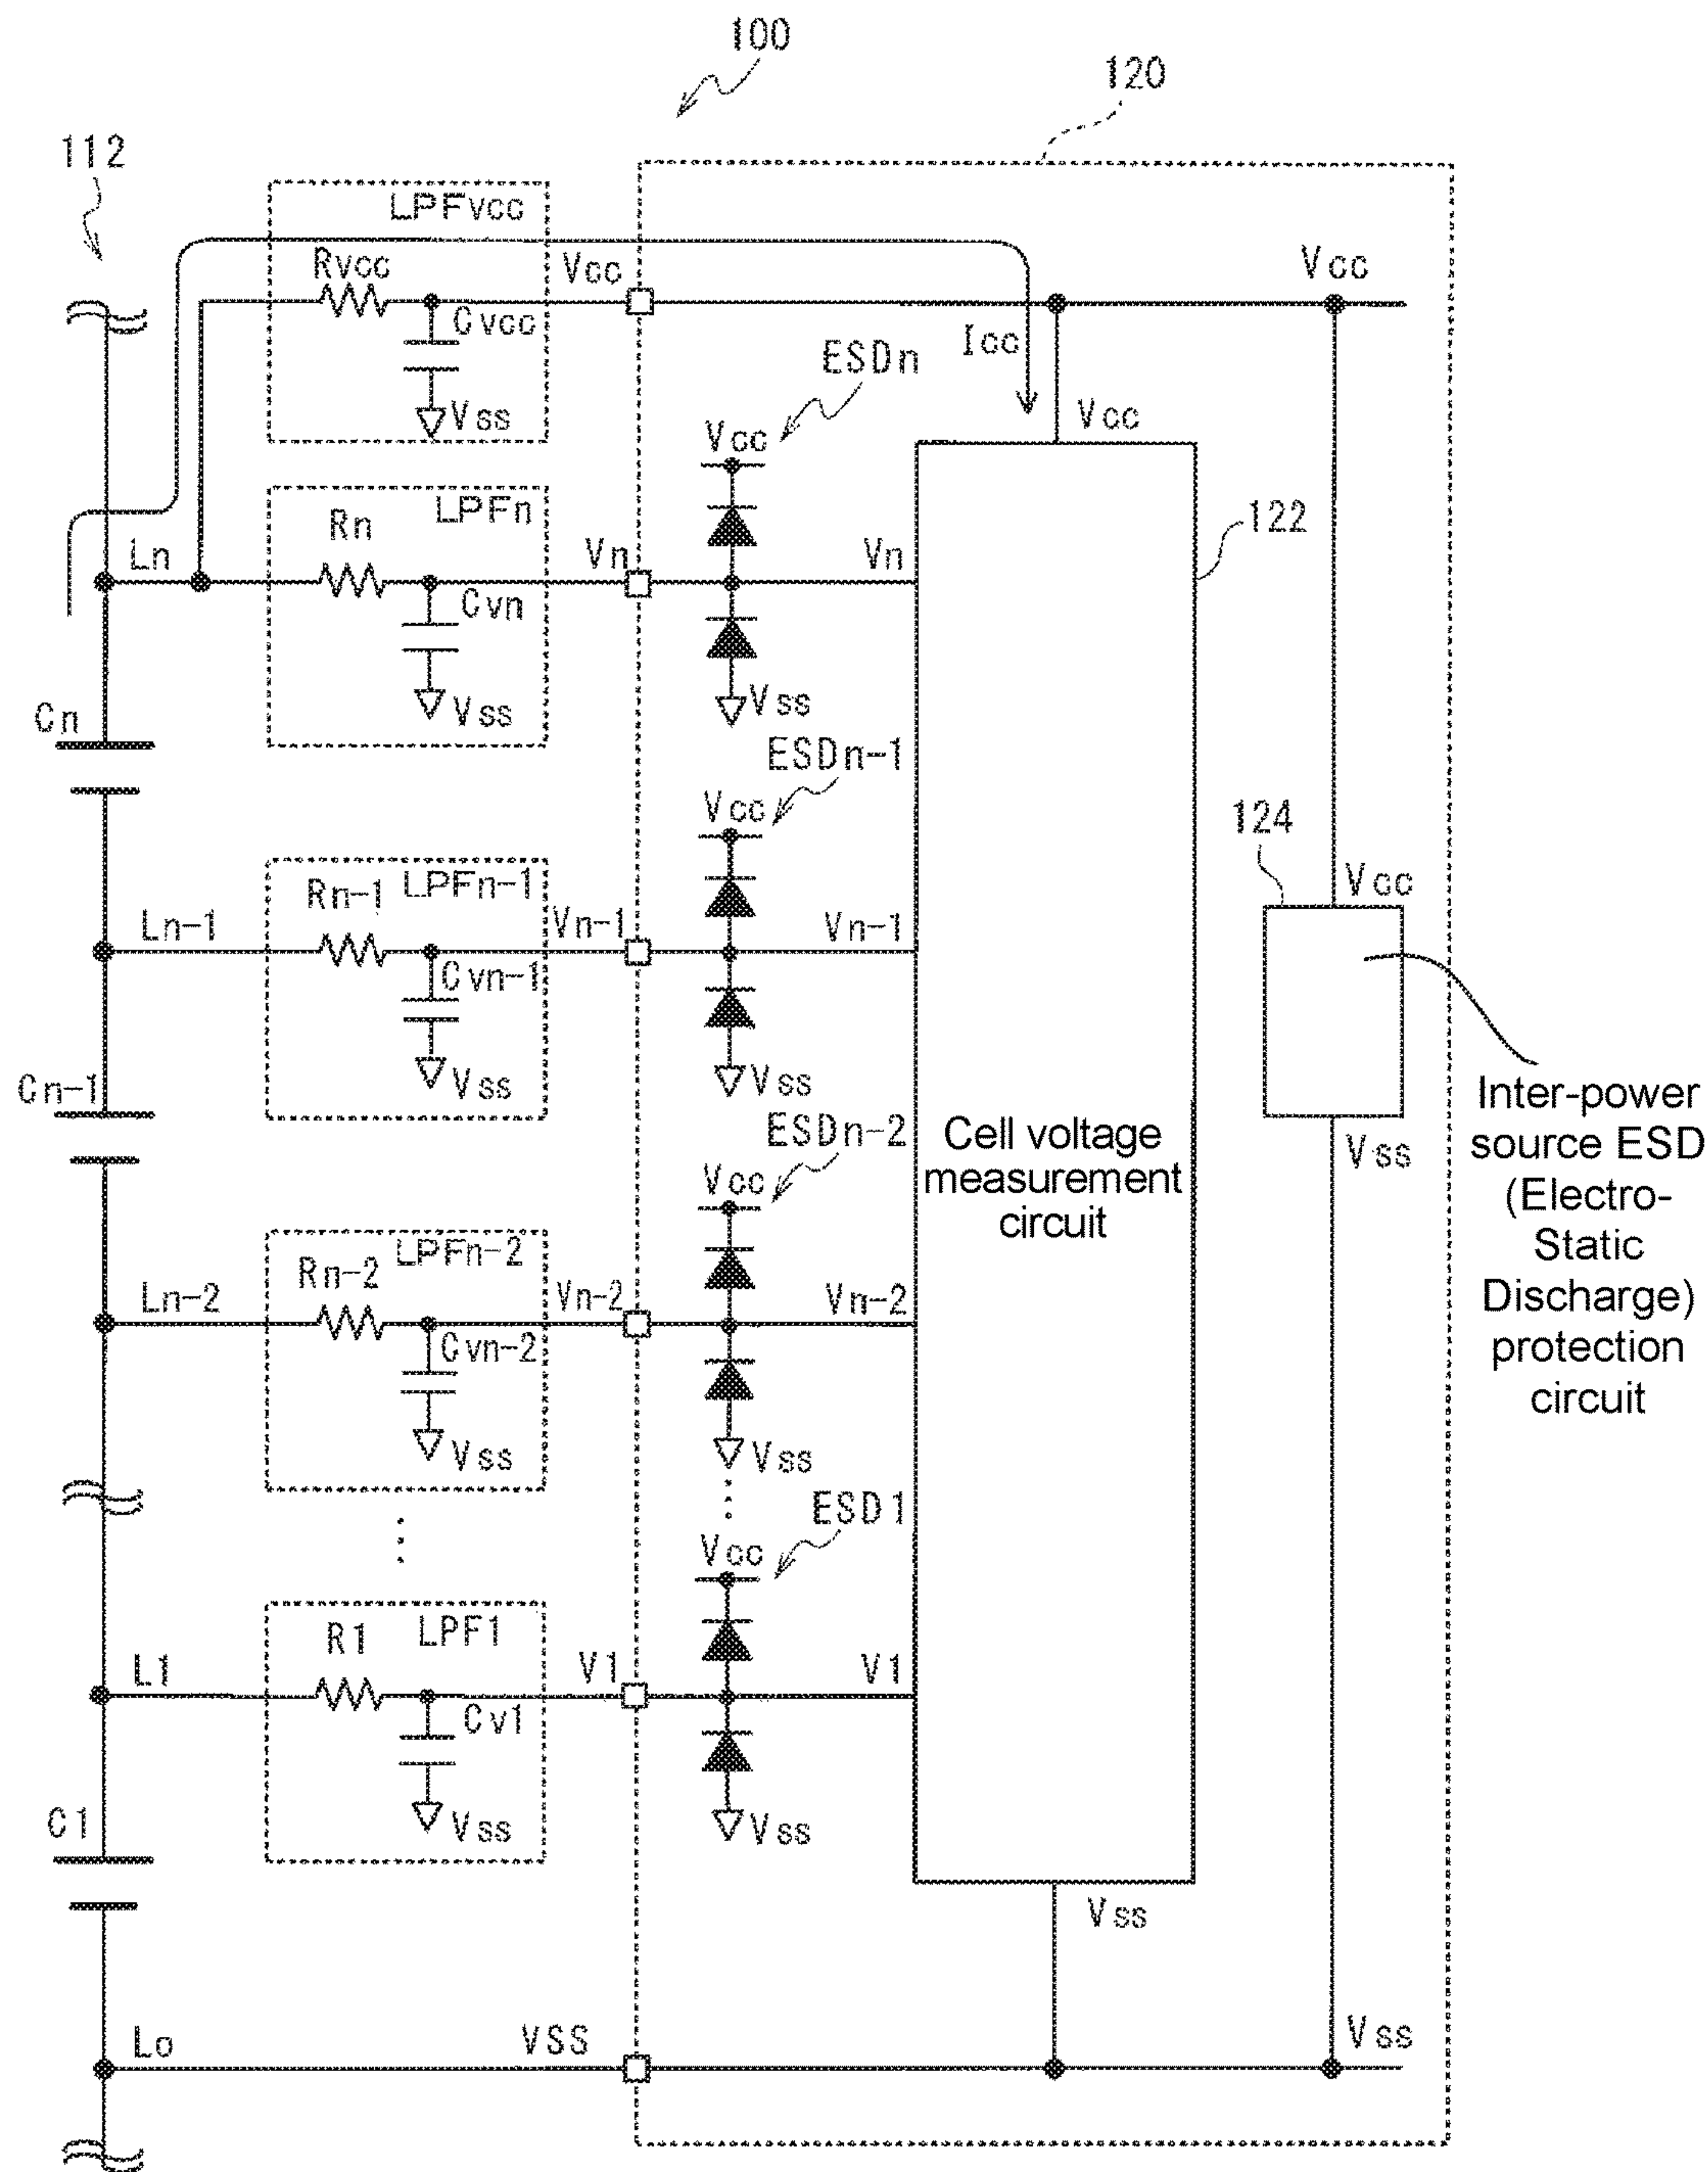 100
120
112
LPFvcc
Rvcc
Vcc
Vcc
Cvcc
Icc
ESDn
Vss
Vcc
Vcc
LPFn
Rn
122
Ln
Vn
Vn
Cvn
Vss
Vss
Cn
ESDn-1
Vcc
124
Rn-1
LPFn-1
Vcc
Ln-1
Vn-1
Vn-1
Cvn-1
Vss
Vss
Cn-1
ESDn-2
Vss
Vcc
Cell voltage
measurement
circuit
Inter-power
source ESD
(Electro-
Static
Discharge)
protection
circuit
LPFn-2
Rn-2
Ln-2
Vn-2
Vn-2
Cvn-2
Vss
Vss
ESD1
Vcc
R1
LPF1
L1
V1
V1
Cv1
Vss
Vss
C1
Vss
Lo
VSS
Vss